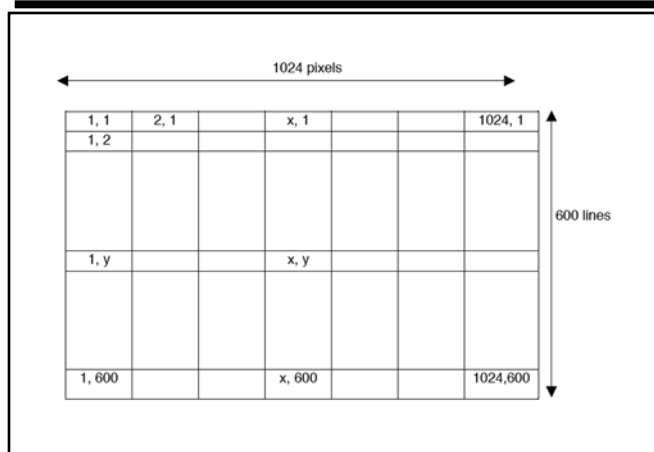 1024 pixels
1, 1 2, 1 x, 1 1024, 1
1, 2
600 lines
1, y x, y
1, 600 x, 600 1024,600